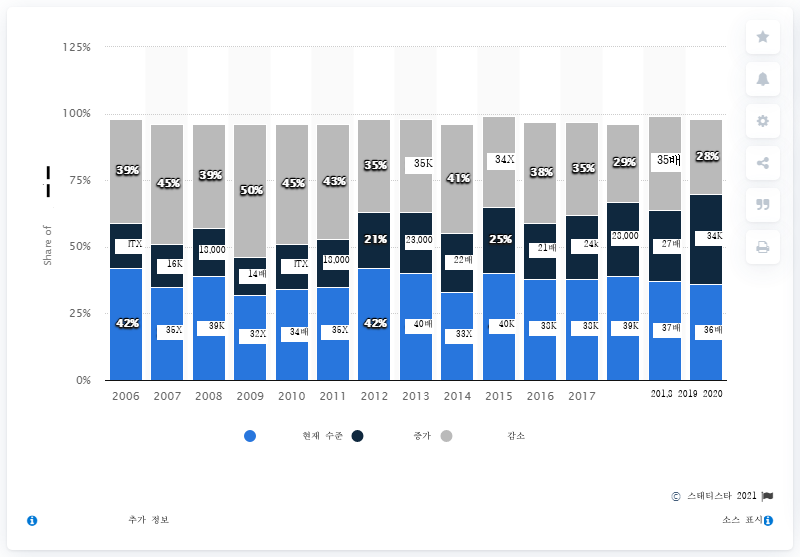 125%
100%
75%
50%
25%
0%
Share of
39% 45% 39% 50% 45% 43% 35% 35K 41% 34X 38% 35% 29% 35배 28%
ITX 16K 13,000 14배 ITX 13,000 21% 23,000 22배 25% 21배 24k 23,000 27배 34K
42% 35X 39K 32X 34배 35X 42% 40배 33X 40K 38K 38K 39K 37배 36배
2006 2007 2008 2009 2010 2011 2012 2013 2014 2015 2016 2017 201,8 2019 2020
현재 수준 증가 감소
© 스태티스타 2021
추가 정보 소스 표시